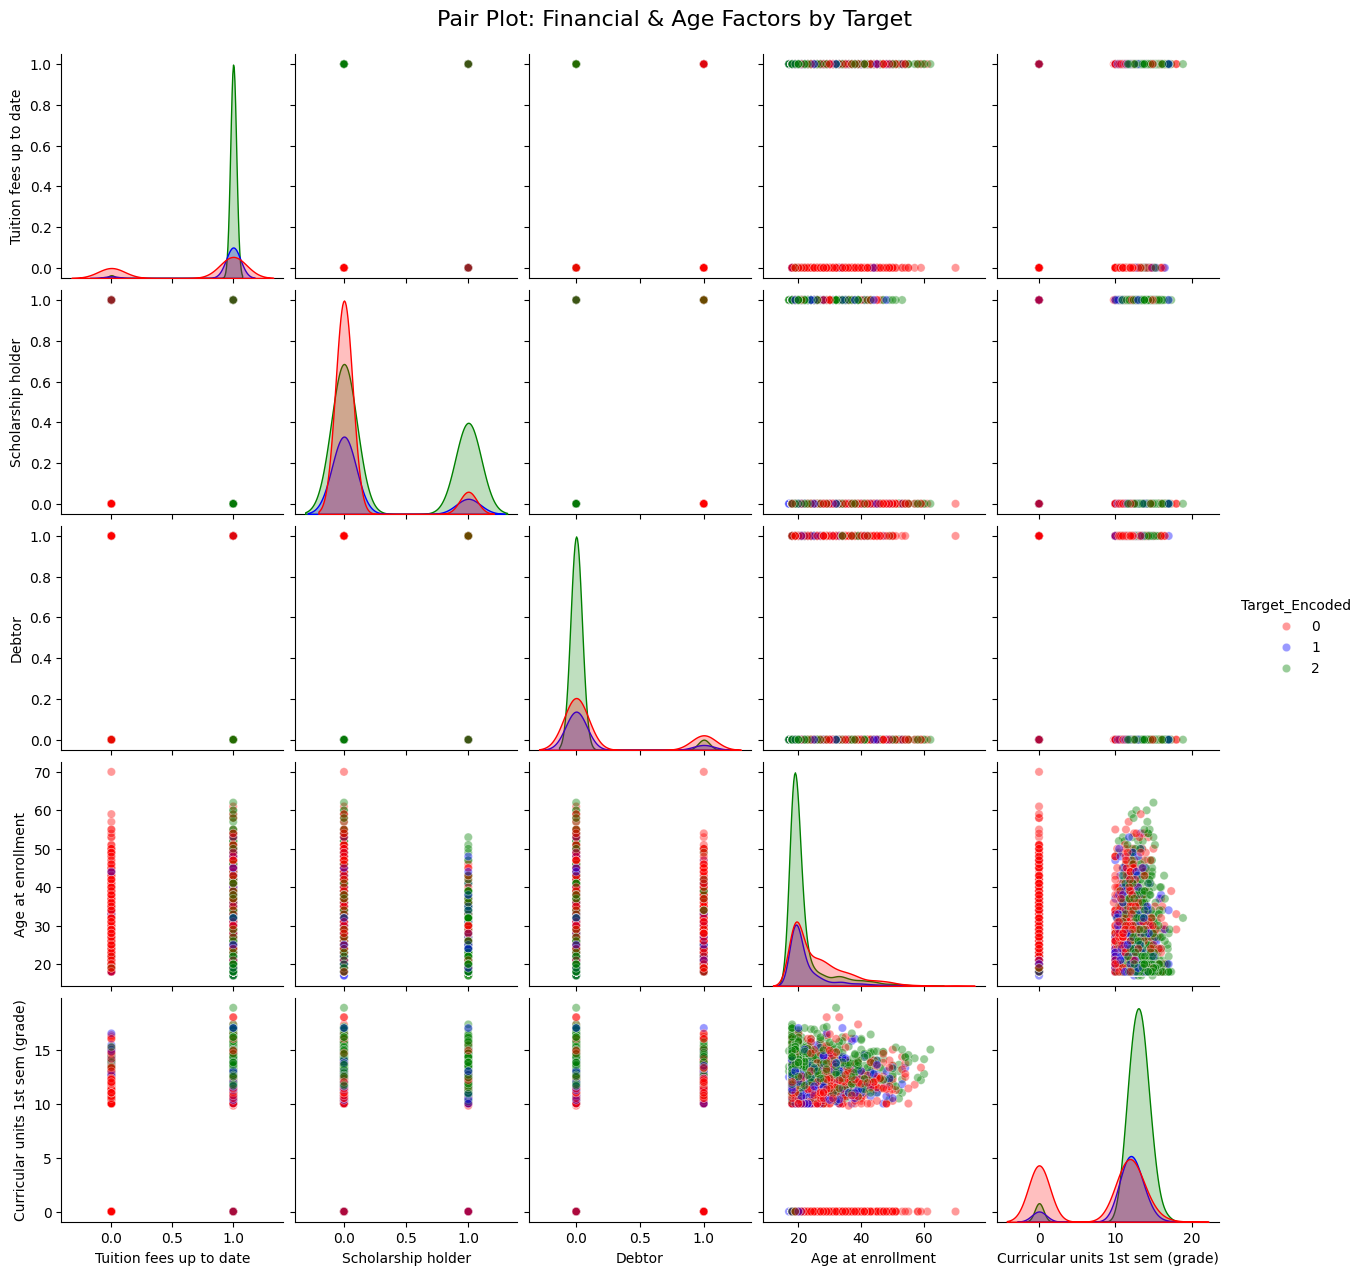 Pair Plot: Financial & Age Factors by Target
1.0
0.8
0.6
0.4
0.2
0.0
Tuition fees up to date
1.0
0.8
0.6
0.4
0.2
0.0
Scholarship holder
1.0
0.8
0.6
0.4
0.2
0.0
Debtor
Target_Encoded
0
1
2
70
60
50
40
30
20
Age at enrollment
15
10
5
0
Curricular units 1st sem (grade)
0.0 0.5 1.0
Tuition fees up to date
0.0 0.5 1.0
Scholarship holder
0.0 0.5 1.0
Debtor
20 40 60
Age at enrollment
0 10 20
Curricular units 1st sem (grade)